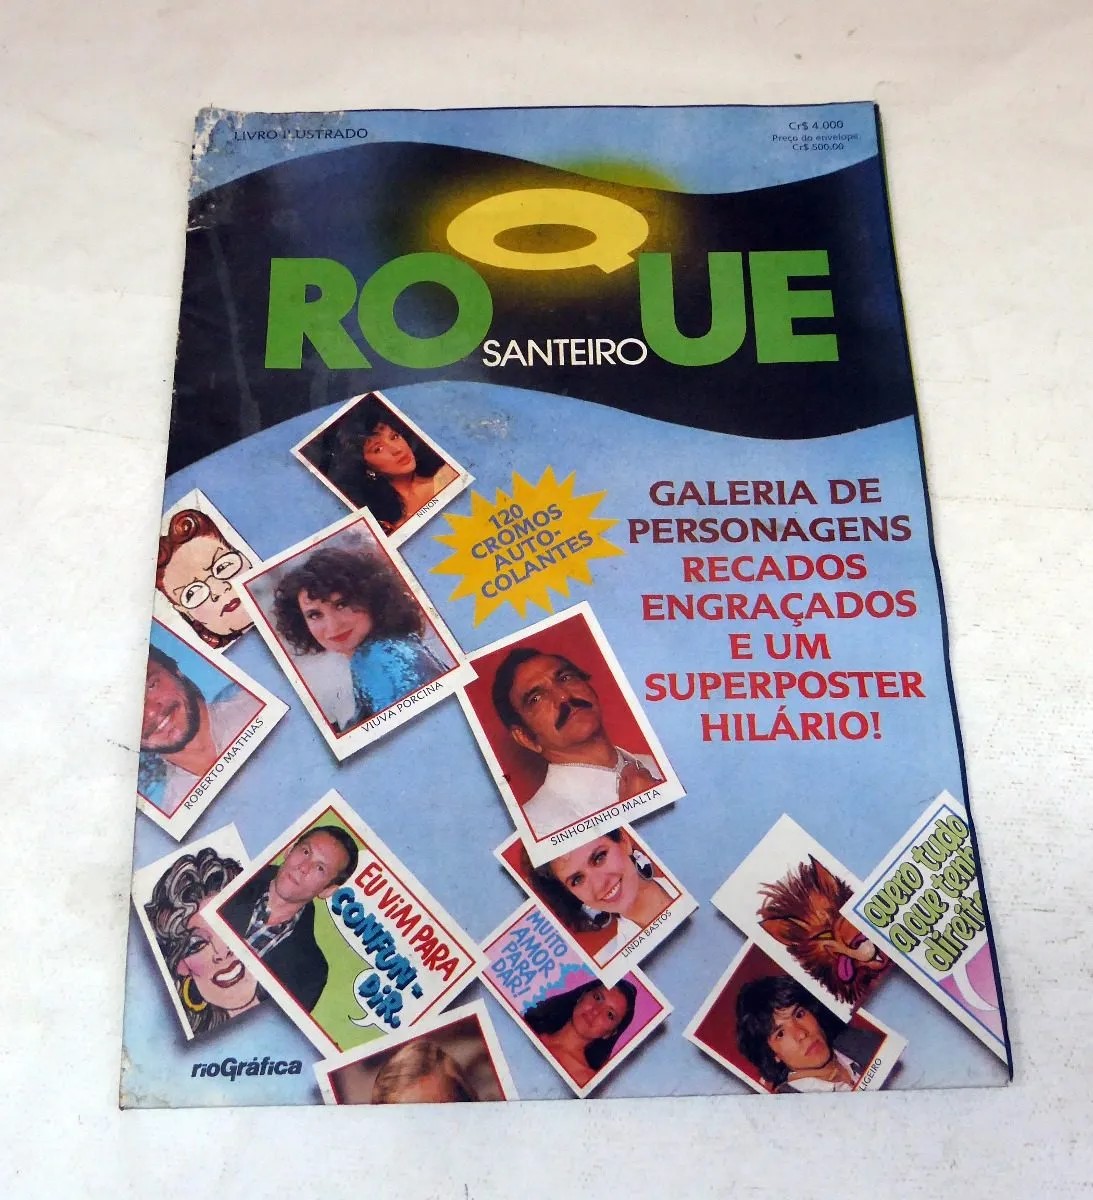 LIVRO ILUSTRADO
Cr$ 4.000
Preço do envelope
Cr$ 500.00
ROQUE
SANTEIRO
NINON
120
CROMOS
AUTO-
COLANTES
GALERIA DE
PERSONAGENS
RECADOS
ENGRAÇADOS
E UM
SUPERPOSTER
HILÁRIO!
VIUVA PORCINA
ROBERTO MATHIAS
SINHOZINHO MALTA
LINDA BASTOS
EU VIM PARA
CONFUN-
DIR.
MUITO
AMOR
PARA
DAR!
quero tudo
a que tenho
direito
LIGEIRO
rioGráfica